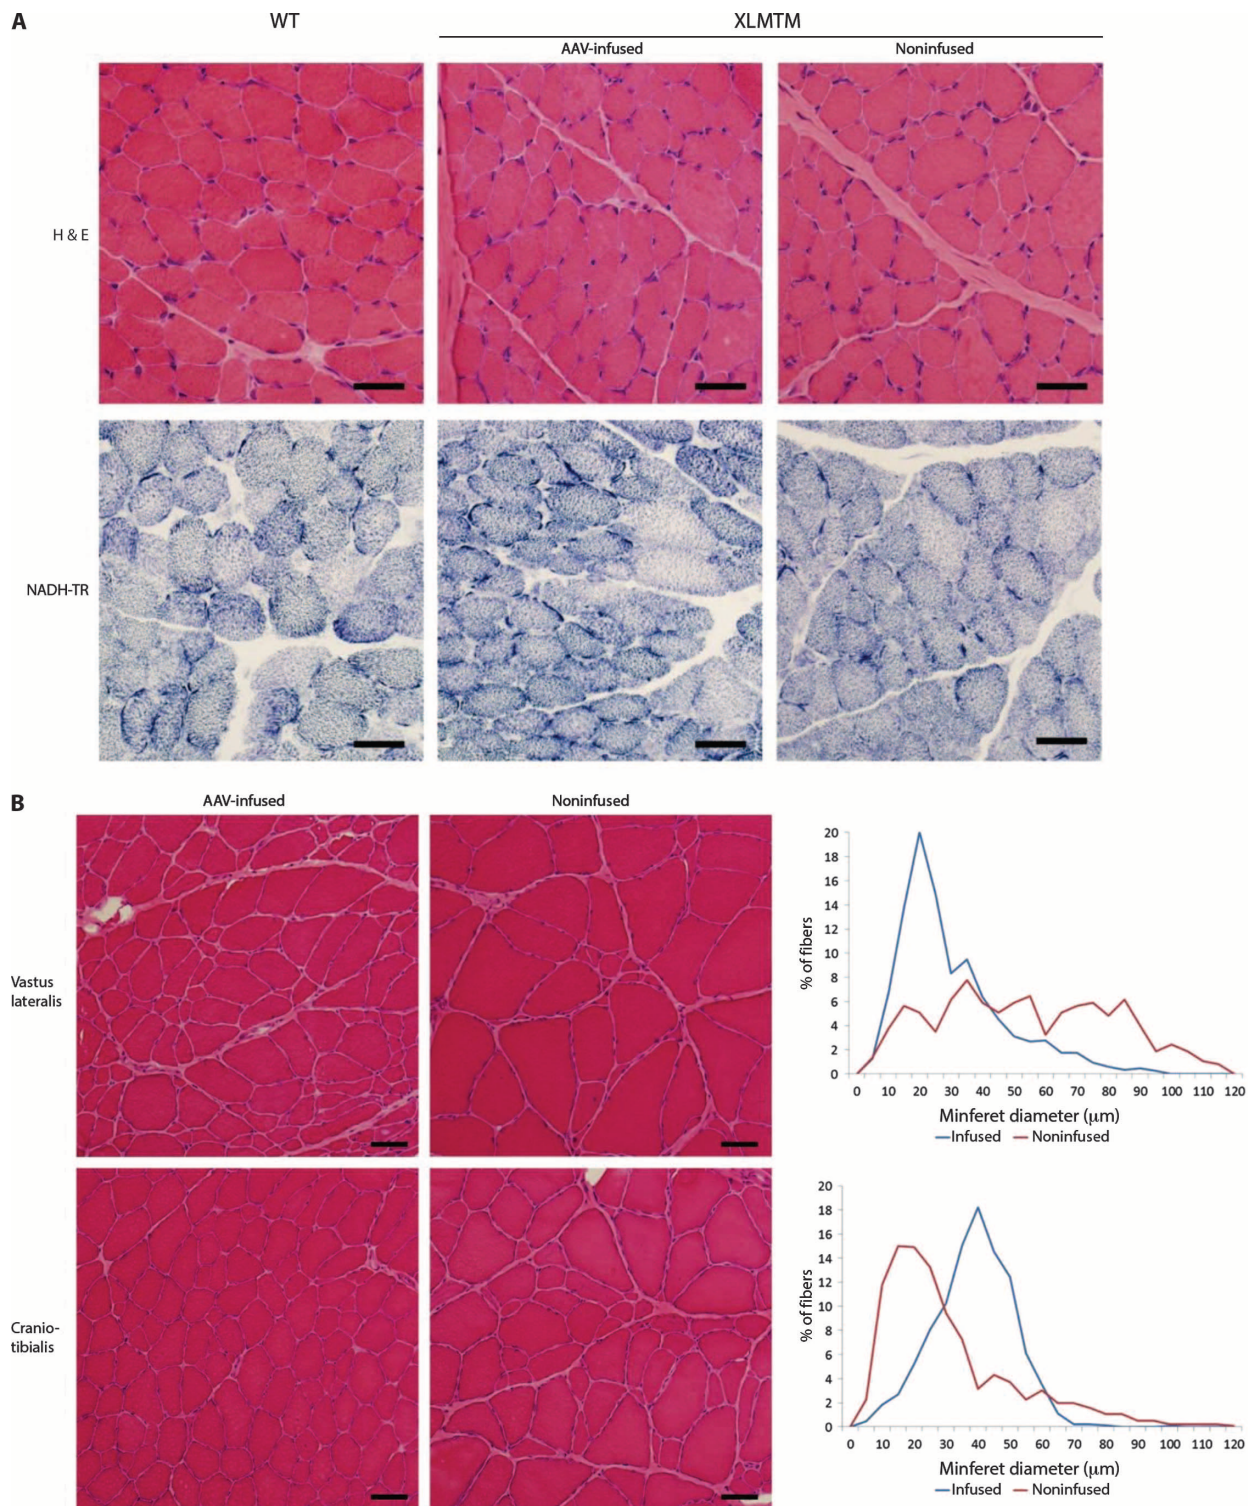 A
WT
XLMTM
AAV-infused
Noninfused
H & E
NADH-TR
B
AAV-infused
Noninfused
Vastus
lateralis
20
18
16
14
12
10
8
6
4
2
0
% of fibers
0 10 20 30 40 50 60 70 80 90 100 110 120
Minferet diameter (μm)
Infused Noninfused
Cranio-
tibialis
20
18
16
14
12
10
8
6
4
2
0
% of fibers
0 10 20 30 40 50 60 70 80 90 100 110 120
Minferet diameter (μm)
Infused Noninfused